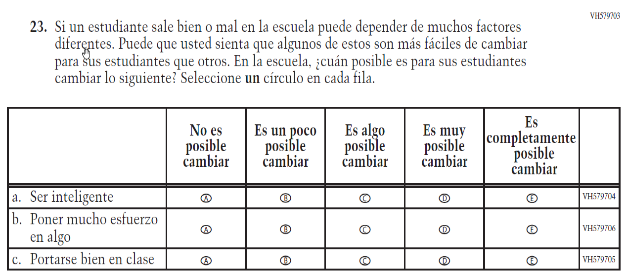 VH579703
23. Si un estudiante sale bien o mal en la escuela puede depender de muchos factores
diferentes. Puede que usted sienta que algunos de estos son más fáciles de cambiar
para sus estudiantes que otros. En la escuela, ¿cuán posible es para sus estudiantes
cambiar lo siguiente? Seleccione un círculo en cada fila.
No es posible cambiar
Es un poco posible cambiar
Es algo posible cambiar
Es muy posible cambiar
Es completamente posible cambiar
a. Ser inteligente A B C D E VH579704
b. Poner mucho esfuerzo
en algo A B C D E VH579706
c. Portarse bien en clase A B C D E VH579705